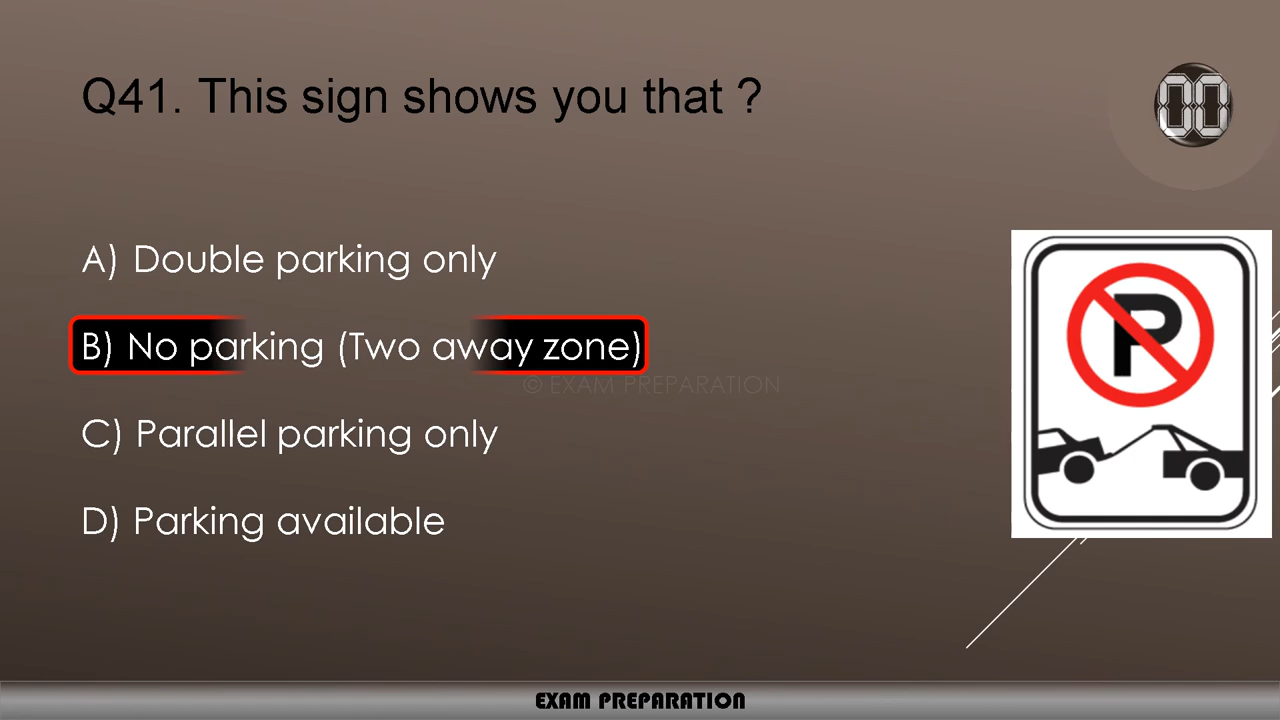 Q41. This sign shows you that ?
00
A) Double parking only
B) No parking (Two away zone)
© EXAM PREPARATION
C) Parallel parking only
D) Parking available
P
EXAM PREPARATION